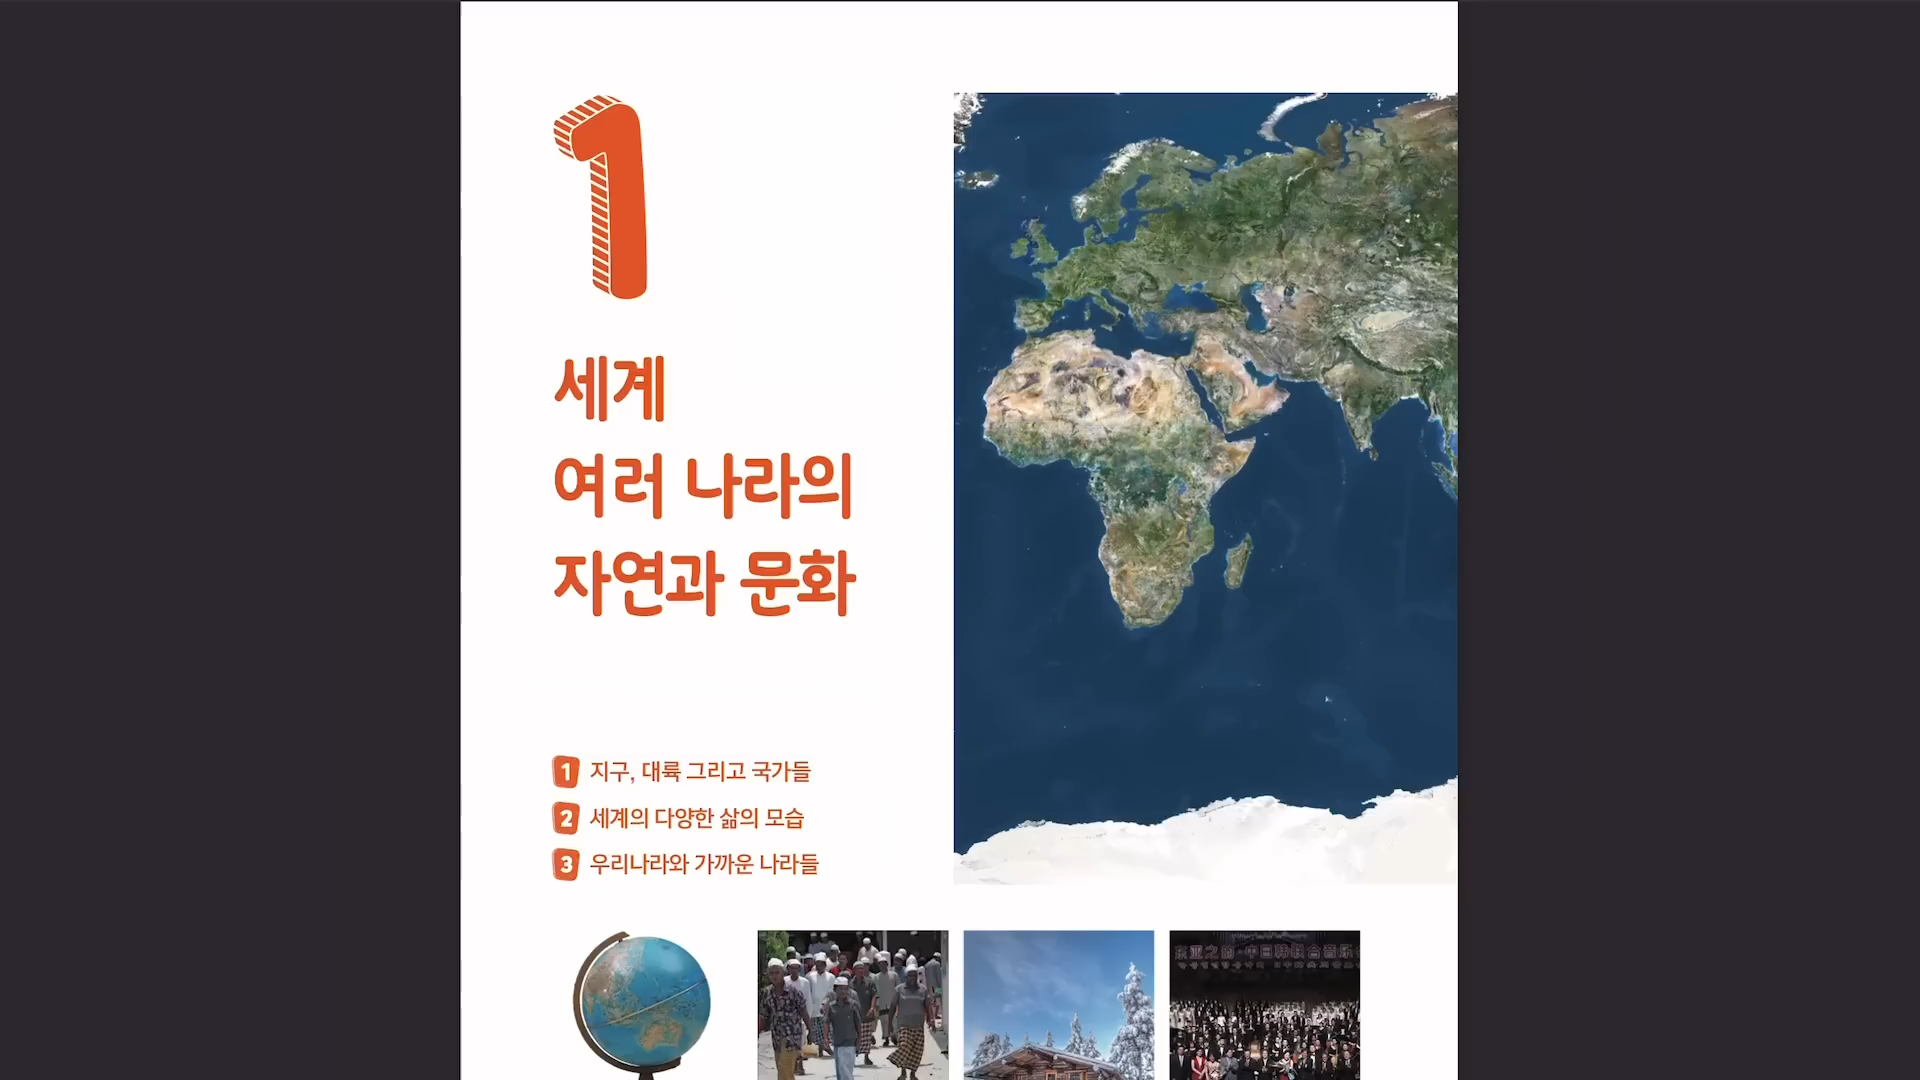 1
세계
여러 나라의
자연과 문화
1 지구, 대륙 그리고 국가들
2 세계의 다양한 삶의 모습
3 우리나라와 가까운 나라들